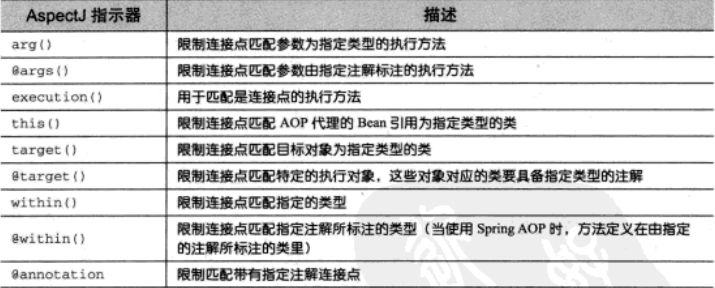 AspectJ 指示器 描述
arg() 限制连接点匹配参数为指定类型的执行方法
@args() 限制连接点匹配参数由指定注解标注的执行方法
execution() 用于匹配是连接点的执行方法
this() 限制连接点匹配 AOP 代理的 Bean 引用为指定类型的类
target() 限制连接点匹配目标对象为指定类型的类
@target() 限制连接点匹配特定的执行对象，这些对象对应的类要具备指定类型的注解
within() 限制连接点匹配指定的类型
@within() 限制连接点匹配指定注解所标注的类型（当使用 Spring AOP 时，方法定义在由指定
的注解所标注的类里）
@annotation 限制匹配带有指定注解连接点